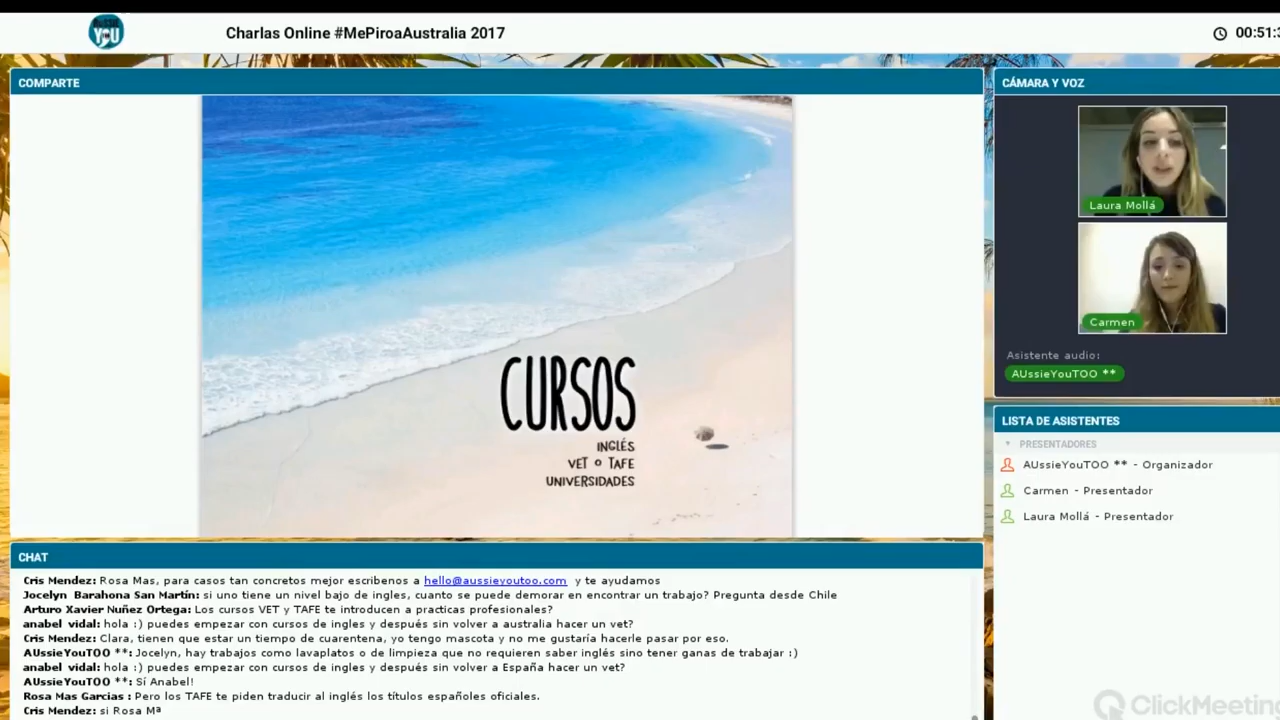 AUSSIE
YOU
Charlas Online #MePiroaAustralia 2017
00:51:3
COMPARTE
CURSOS
INGLÉS
VET o TAFE
UNIVERSIDADES
CÁMARA Y VOZ
Laura Mollá
Carmen
Asistente audio:
AUssieYouTOO **
LISTA DE ASISTENTES
PRESENTADORES
AUssieYouTOO ** - Organizador
Carmen - Presentador
Laura Mollá - Presentador
CHAT
Cris Mendez: Rosa Mas, para casos tan concretos mejor escribenos a hello@aussieyoutoo.com y te ayudamos
Jocelyn Barahona San Martín: si uno tiene un nivel bajo de ingles, cuanto se puede demorar en encontrar un trabajo? Pregunta desde Chile
Arturo Xavier Nuñez Ortega: Los cursos VET y TAFE te introducen a practicas profesionales?
anabel vidal: hola :) puedes empezar con cursos de ingles y después sin volver a australia hacer un vet?
Cris Mendez: Clara, tienen que estar un tiempo de cuarentena, yo tengo mascota y no me gustaría hacerle pasar por eso.
AUssieYouTOO **: Jocelyn, hay trabajos como lavaplatos o de limpieza que no requieren saber inglés sino tener ganas de trabajar :)
anabel vidal: hola :) puedes empezar con cursos de ingles y después sin volver a España hacer un vet?
AUssieYouTOO **: Sí Anabel!
Rosa Mas Garcias : Pero los TAFE te piden traducir al inglés los títulos españoles oficiales.
Cris Mendez: si Rosa Mª
ClickMeeting